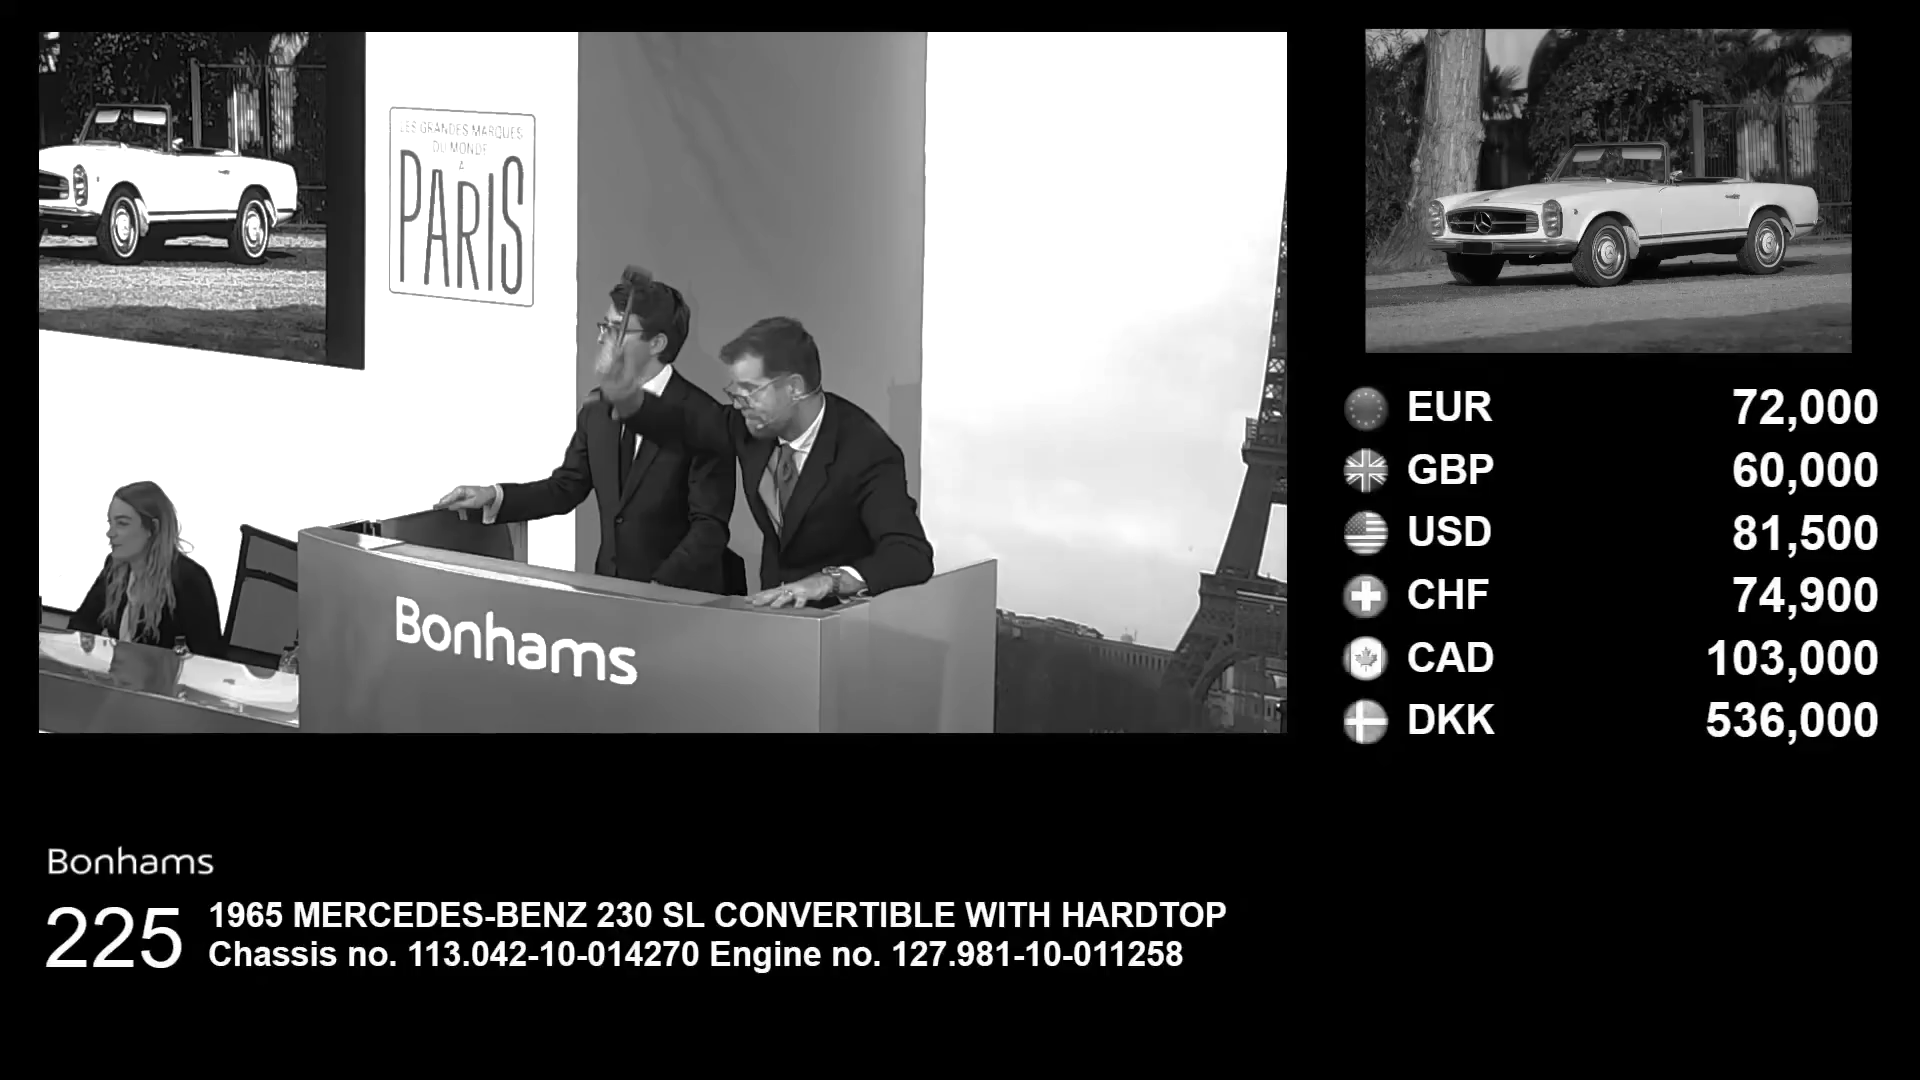 LES GRANDES MARQUES
DU MONDE
À
PARIS
Bonhams
EUR 72,000
GBP 60,000
USD 81,500
CHF 74,900
CAD 103,000
DKK 536,000
Bonhams
225
1965 MERCEDES-BENZ 230 SL CONVERTIBLE WITH HARDTOP
Chassis no. 113.042-10-014270 Engine no. 127.981-10-011258